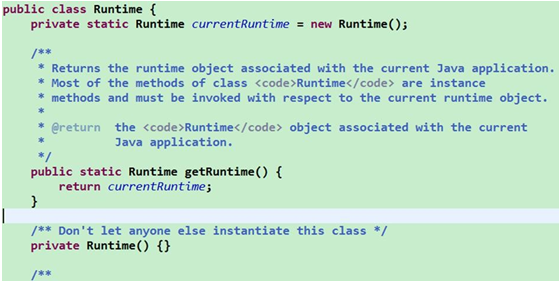 public class Runtime {
    private static Runtime currentRuntime = new Runtime();
    /**
     * Returns the runtime object associated with the current Java application.
     * Most of the methods of class <code>Runtime</code> are instance
     * methods and must be invoked with respect to the current runtime object.
     *
     * @return  the <code>Runtime</code> object associated with the current
     *          Java application.
     */
    public static Runtime getRuntime() {
        return currentRuntime;
    }
    /** Don't let anyone else instantiate this class */
    private Runtime() {}
    /**